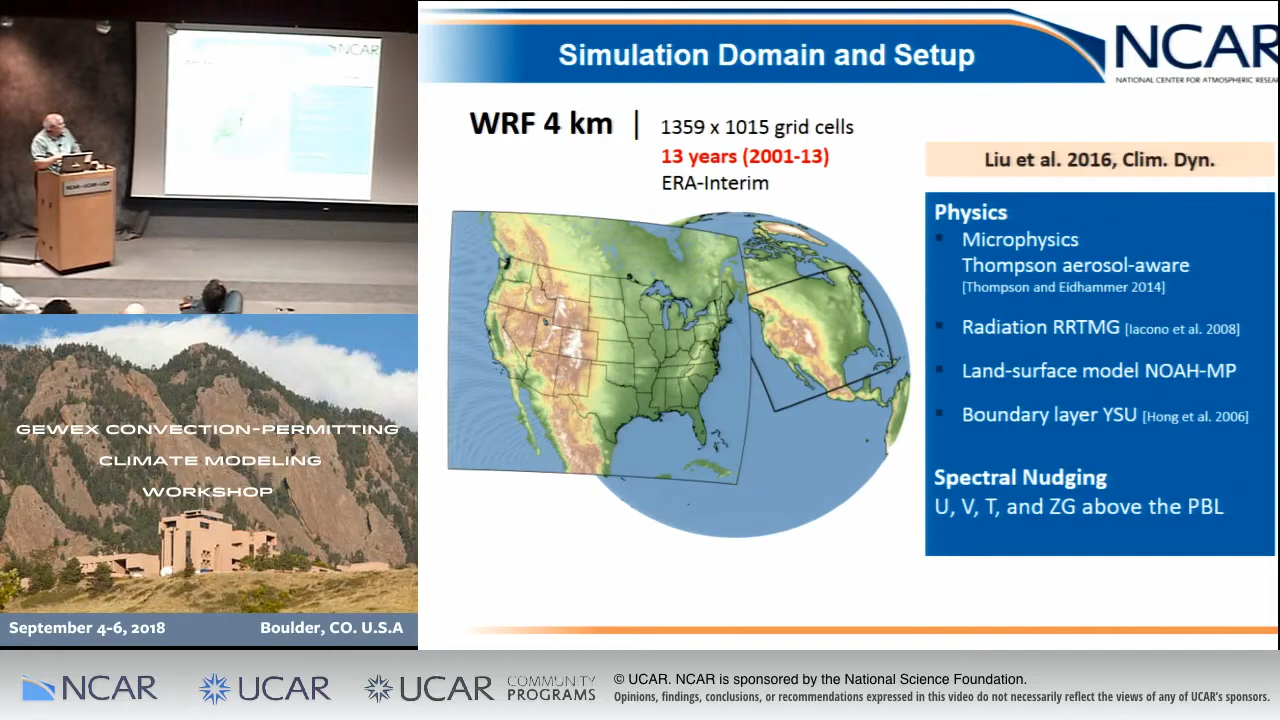 NCAR
NCAR-UCAR-UCP
Simulation Domain and Setup
NCAR
NATIONAL CENTER FOR ATMOSPHERIC RESEA
WRF 4 km | 1359 x 1015 grid cells
13 years (2001-13)
ERA-Interim
Liu et al. 2016, Clim. Dyn.
Physics
Microphysics
Thompson aerosol-aware
[Thompson and Eidhammer 2014]
Radiation RRTMG [Iacono et al. 2008]
Land-surface model NOAH-MP
Boundary layer YSU [Hong et al. 2006]
Spectral Nudging
U, V, T, and ZG above the PBL
GEWEX CONVECTION-PERMITTING
CLIMATE MODELING
WORKSHOP
September 4-6, 2018 Boulder, CO. U.S.A
NCAR UCAR UCAR COMMUNITY PROGRAMS
© UCAR. NCAR is sponsored by the National Science Foundation.
Opinions, findings, conclusions, or recommendations expressed in this video do not necessarily reflect the views of any of UCAR's sponsors.